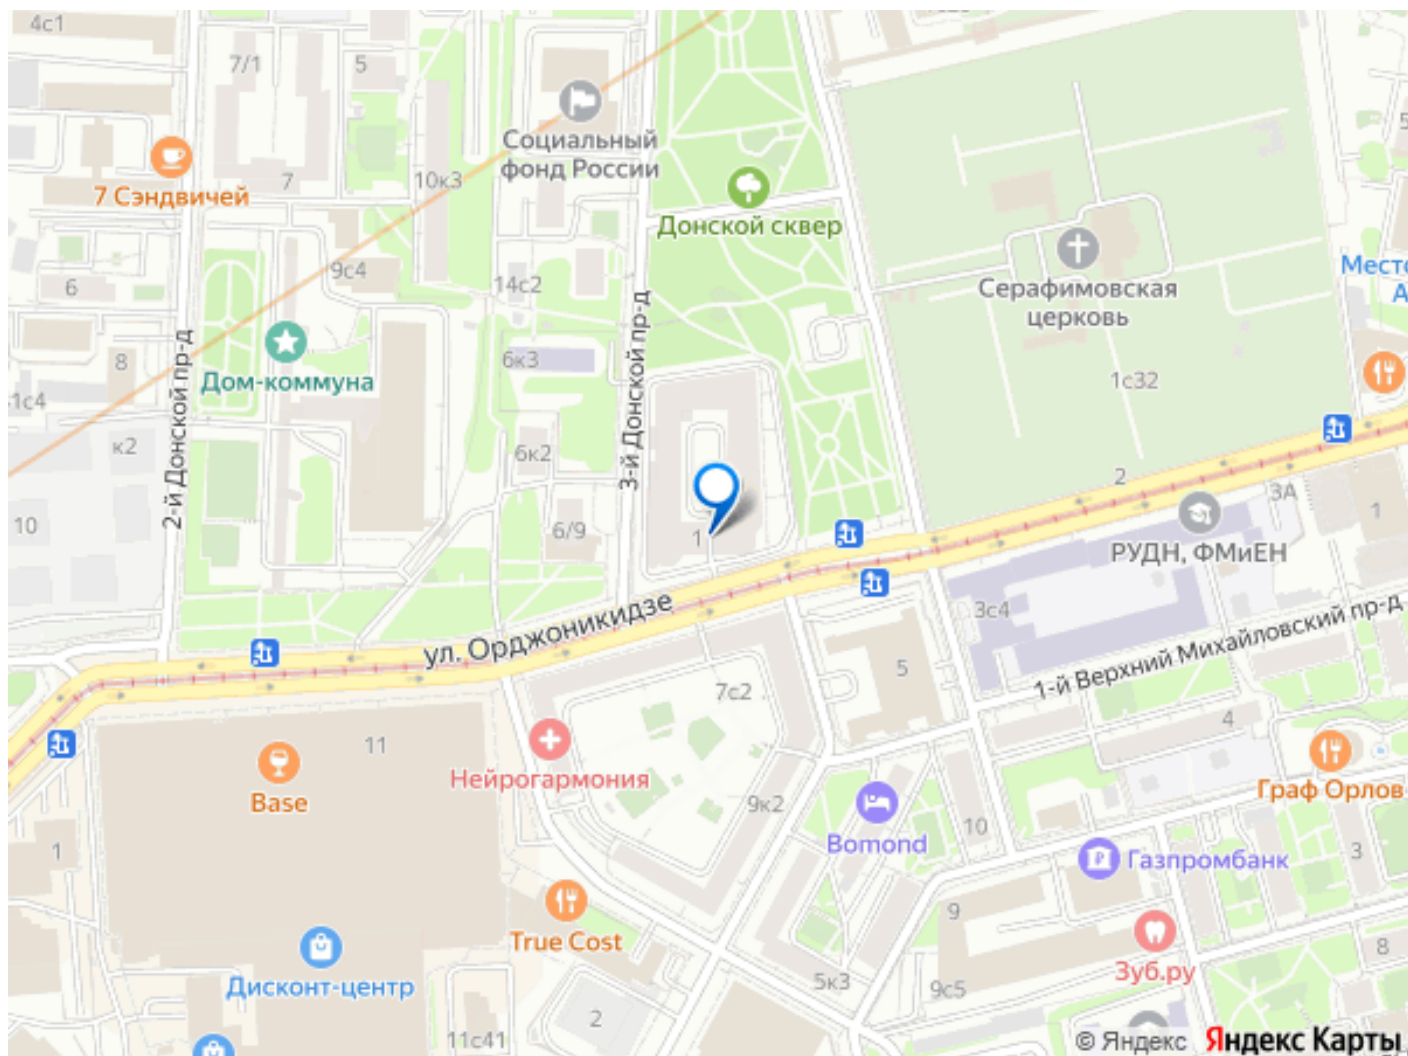 4с1
7/1
5
Социальный
фонд России
7 Сэндвичей
7
10к3
Донской сквер
9с4
14с2
6
Серафимовская
церковь
Место
А
5
3-й Донской пр-д
2-й Донской пр-д
6к3
8
Дом-коммуна
1с4
1с32
к2
6к2
10
6/9
1
2
3А
1
РУДН, ФМиЕН
3с4
ул. Орджоникидзе
1-й Верхний Михайловский пр-д
5
7с2
11
4
Нейрогармония
Base
9к2
Граф Орлов
Bomond
10
Газпромбанк
3
1
9
True Cost
Зуб.ру
8
Дисконт-центр
5к3
9с5
2
11с41
© Яндекс Яндекс Карты